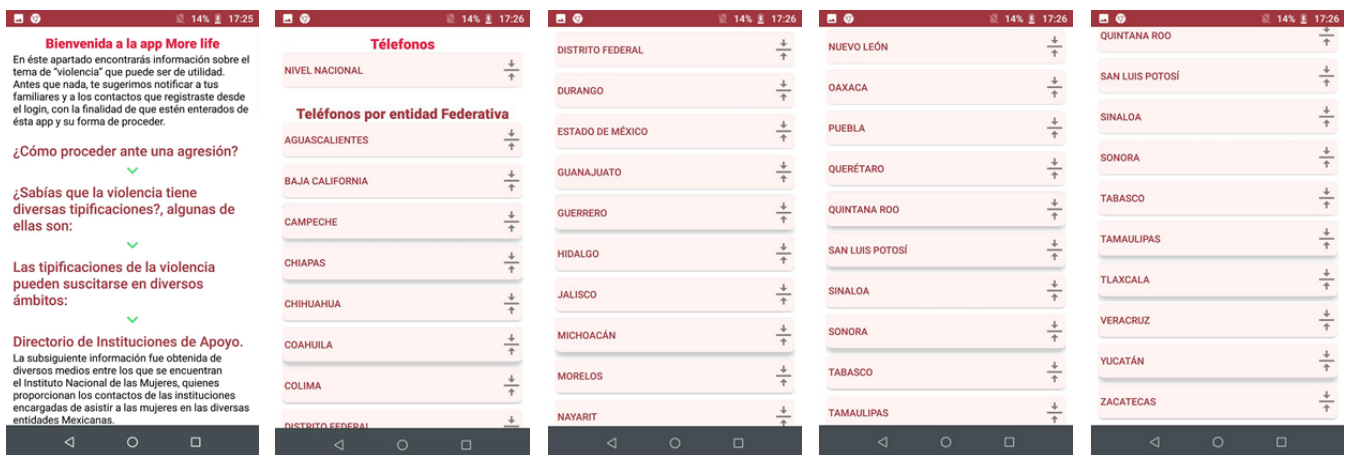 14% 17:25
Bienvenida a la app More life
En éste apartado encontrarás información sobre el
tema de "violencia" que puede ser de utilidad.
Antes que nada, te sugerimos notificar a tus
familiares y a los contactos que registraste desde
el login, con la finalidad de que estén enterados de
ésta app y su forma de proceder.
¿Cómo proceder ante una agresión?
¿Sabías que la violencia tiene
diversas tipificaciones?, algunas de
ellas son:
Las tipificaciones de la violencia
pueden suscitarse en diversos
ámbitos:
Directorio de Instituciones de Apoyo.
La subsiguiente información fue obtenida de
diversos medios entre los que se encuentran
el Instituto Nacional de las Mujeres, quienes
proporcionan los contactos de las instituciones
encargadas de asistir a las mujeres en las diversas
entidades Mexicanas.
14% 17:26
Télefonos
NIVEL NACIONAL
Teléfonos por entidad Federativa
AGUASCALIENTES
BAJA CALIFORNIA
CAMPECHE
CHIAPAS
CHIHUAHUA
COAHUILA
COLIMA
DISTRITO FEDERAL
14% 17:26
DISTRITO FEDERAL
DURANGO
ESTADO DE MÉXICO
GUANAJUATO
GUERRERO
HIDALGO
JALISCO
MICHOACÁN
MORELOS
NAYARIT
14% 17:26
NUEVO LEÓN
OAXACA
PUEBLA
QUERÉTARO
QUINTANA ROO
SAN LUIS POTOSÍ
SINALOA
SONORA
TABASCO
TAMAULIPAS
14% 17:26
QUINTANA ROO
SAN LUIS POTOSÍ
SINALOA
SONORA
TABASCO
TAMAULIPAS
TLAXCALA
VERACRUZ
YUCATÁN
ZACATECAS